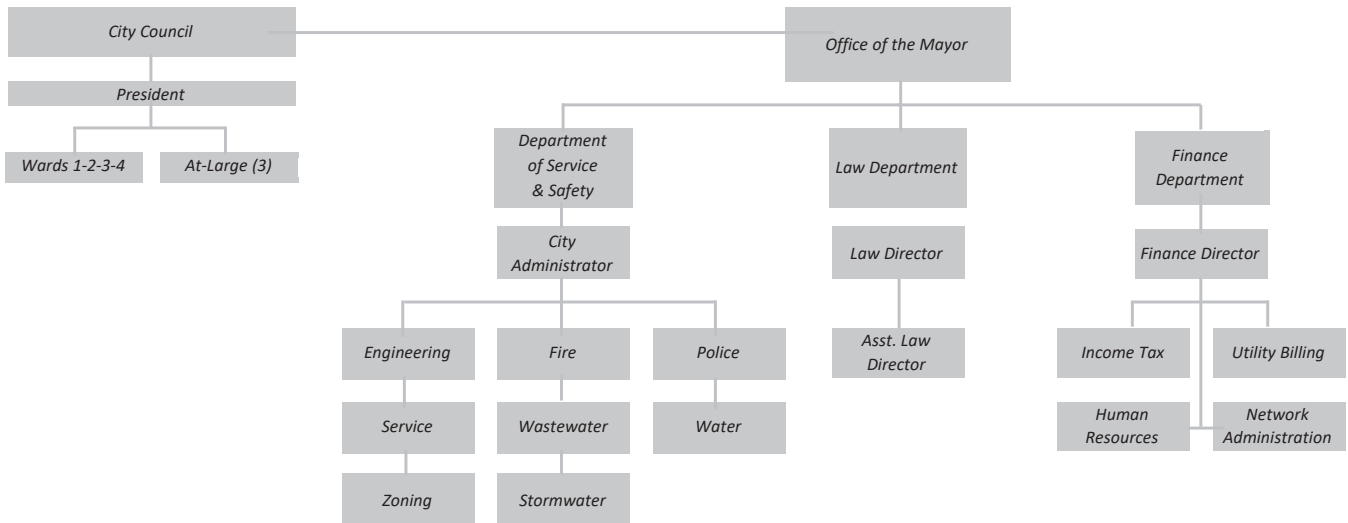 City Council
Office of the Mayor
President
Wards 1-2-3-4
At-Large (3)
Department
of Service
& Safety
Law Department
Finance
Department
City
Administrator
Law Director
Finance Director
Engineering
Fire
Police
Asst. Law
Director
Income Tax
Utility Billing
Service
Wastewater
Water
Human
Resources
Network
Administration
Zoning
Stormwater